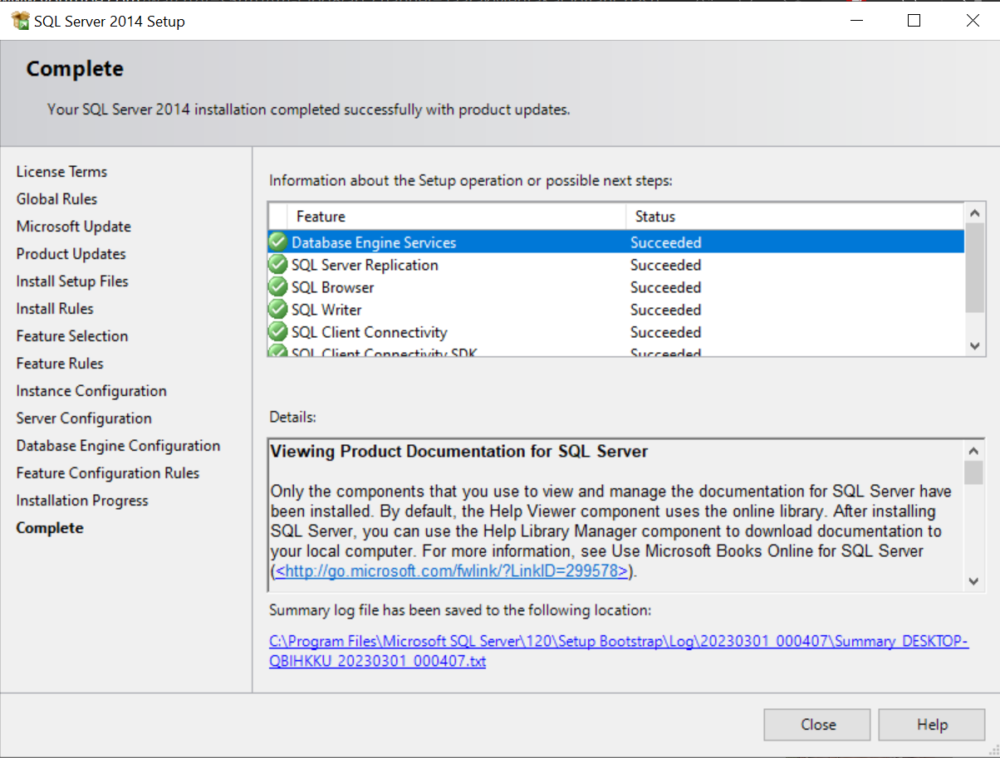 SQL Server 2014 Setup
Complete
Your SQL Server 2014 installation completed successfully with product updates.
License Terms
Global Rules
Microsoft Update
Product Updates
Install Setup Files
Install Rules
Feature Selection
Feature Rules
Instance Configuration
Server Configuration
Database Engine Configuration
Feature Configuration Rules
Installation Progress
Complete
Information about the Setup operation or possible next steps:
Feature Status
Database Engine Services Succeeded
SQL Server Replication Succeeded
SQL Browser Succeeded
SQL Writer Succeeded
SQL Client Connectivity Succeeded
SQL Client Connectivity SDK Succeeded
Details:
Viewing Product Documentation for SQL Server
Only the components that you use to view and manage the documentation for SQL Server have
been installed. By default, the Help Viewer component uses the online library. After installing
SQL Server, you can use the Help Library Manager component to download documentation to
your local computer. For more information, see Use Microsoft Books Online for SQL Server
(<http://go.microsoft.com/fwlink/?LinkID=299578>).
Summary log file has been saved to the following location:
C:\Program Files\Microsoft SQL Server\120\Setup Bootstrap\Log\20230301_000407\Summary_DESKTOP-
QBIHKKU_20230301_000407.txt
Close Help